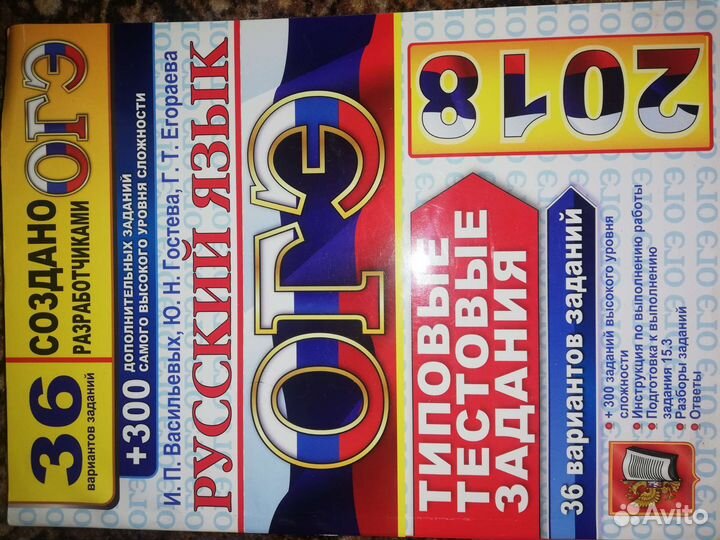 36
вариантов заданий
СОЗДАНО
РАЗРАБОТЧИКАМИ
ОГЭ
+300 ДОПОЛНИТЕЛЬНЫХ ЗАДАНИЙ
САМОГО ВЫСОКОГО УРОВНЯ СЛОЖНОСТИ
И. П. Васильевых, Ю. Н. Гостева, Г. Т. Егораева
РУССКИЙ ЯЗЫК
ОГЭ
ТИПОВЫЕ
ТЕСТОВЫЕ
ЗАДАНИЯ
2018
36 вариантов заданий
• + 300 заданий высокого уровня
сложности
• Инструкция по выполнению работы
• Подготовка к выполнению
задания 15.3
• Разборы заданий
• Ответы
Avito